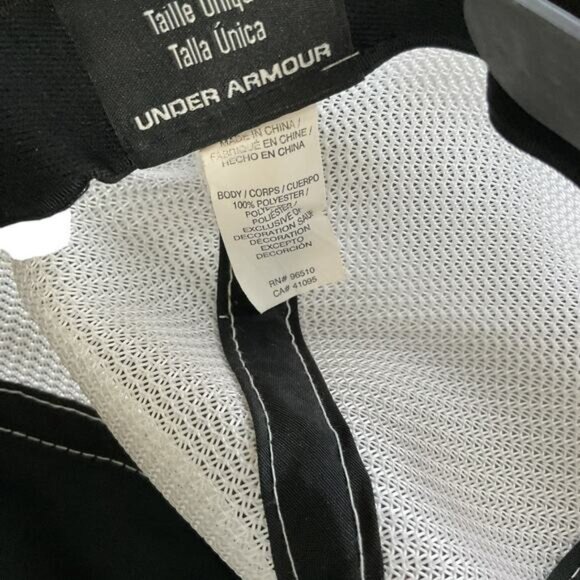 Taille Unique
Talla Única
UNDER ARMOUR
MADE IN CHINA /
FABRIQUÉ EN CHINE /
HECHO EN CHINA
BODY / CORPS / CUERPO
100% POLYESTER /
POLYESTER /
POLIÉSTER /
EXCLUSIVE OF
DECORATION SAUF
DÉCORATION
EXCEPTO
DECORCIÓN
RN# 96510
CA# 41095